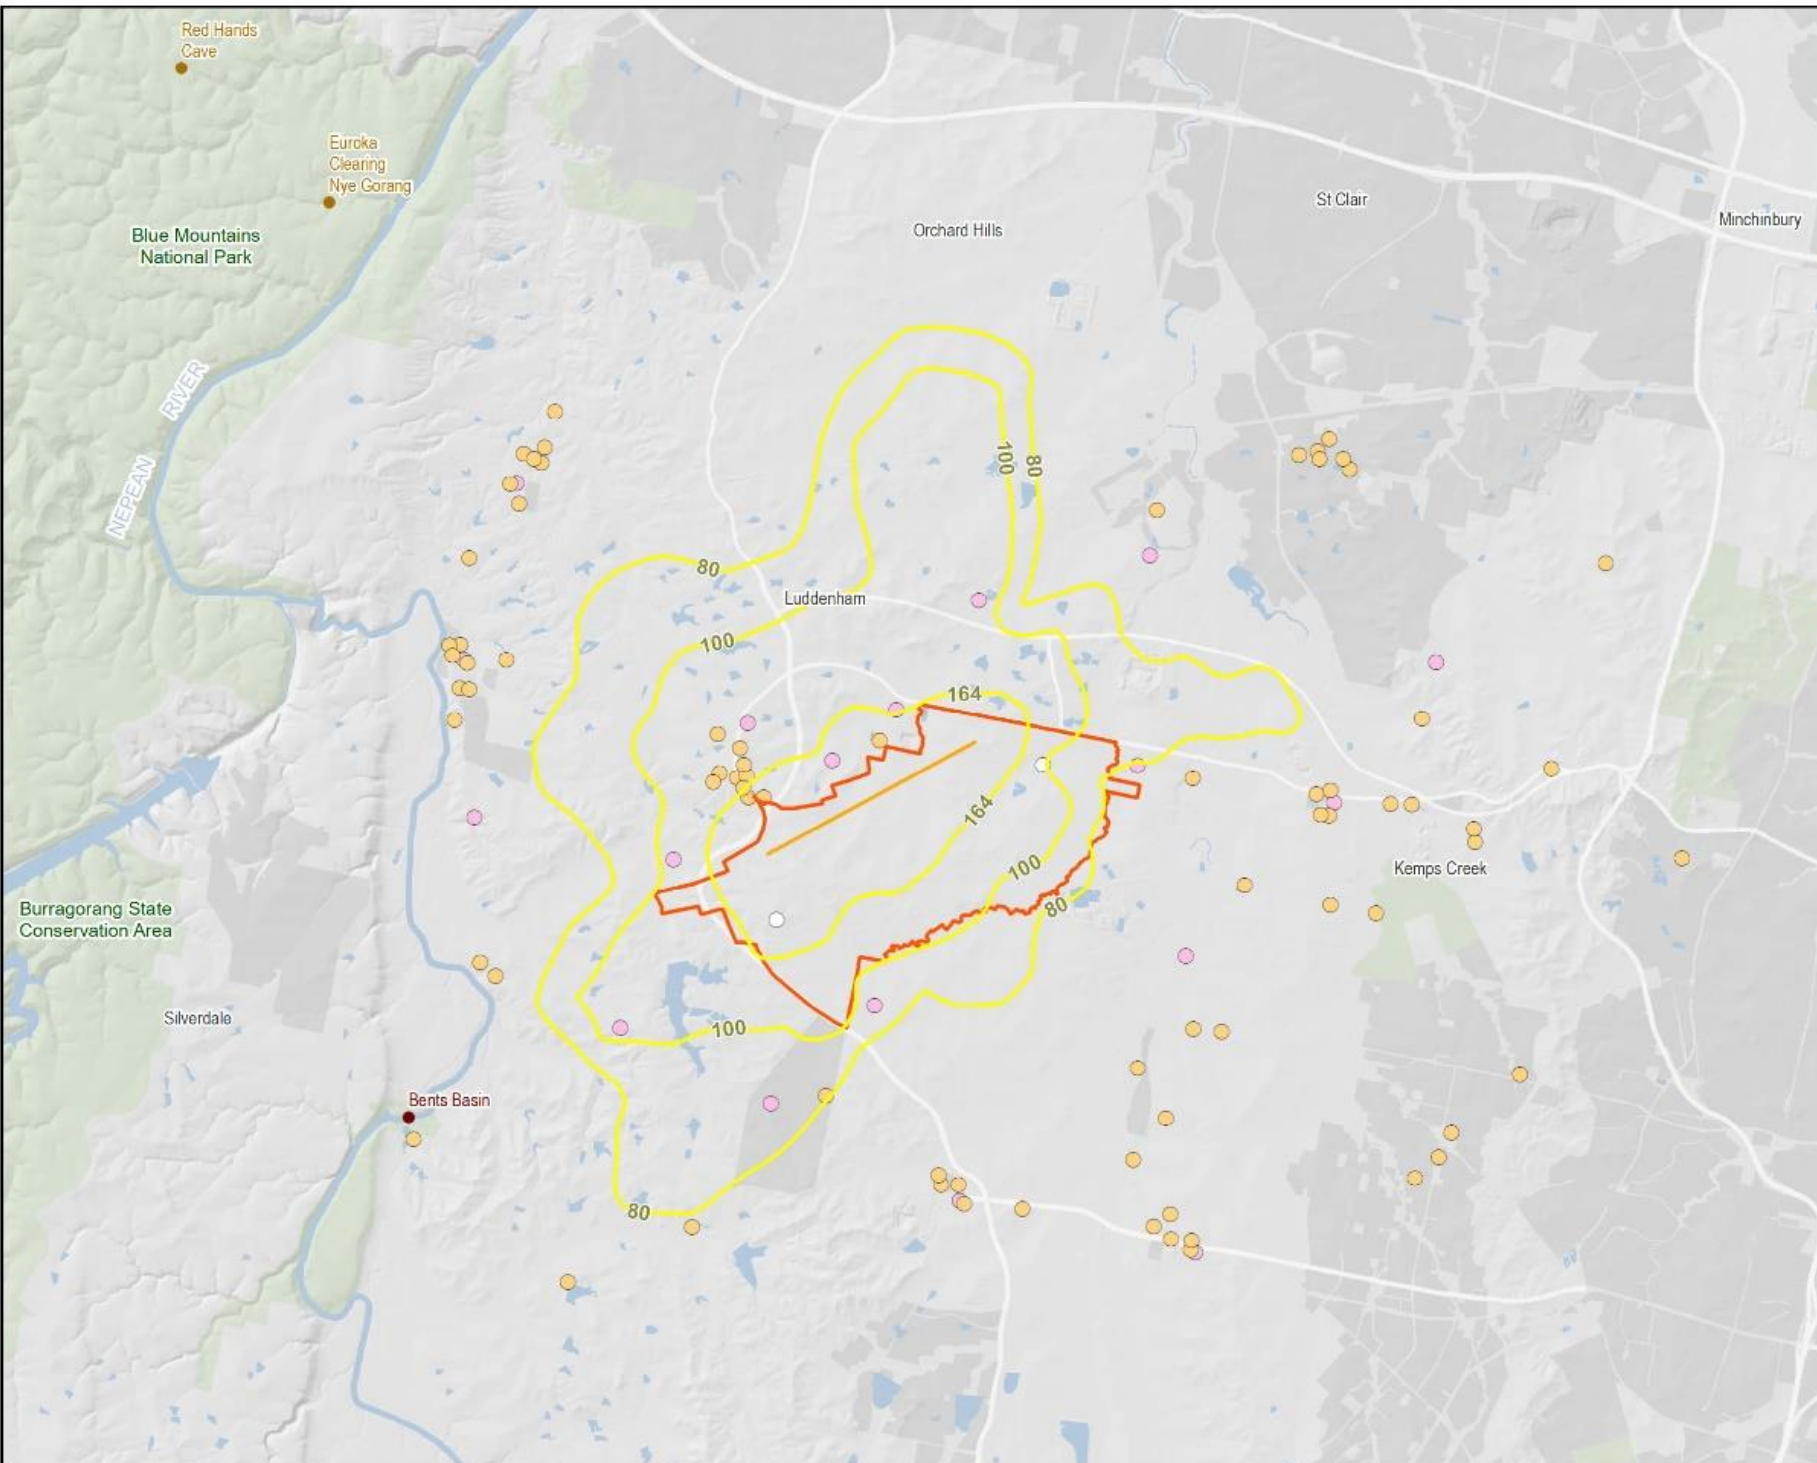 Red Hands
Cave
Euroka
Clearing
Nye Gorang
Blue Mountains
National Park
Orchard Hills
St Clair
Minchinbury
NEPEAN RIVER
100
80
80
Luddenham
100
164
164
100
80
Kemps Creek
Burragorang State
Conservation Area
Silverdale
100
Bents Basin
80